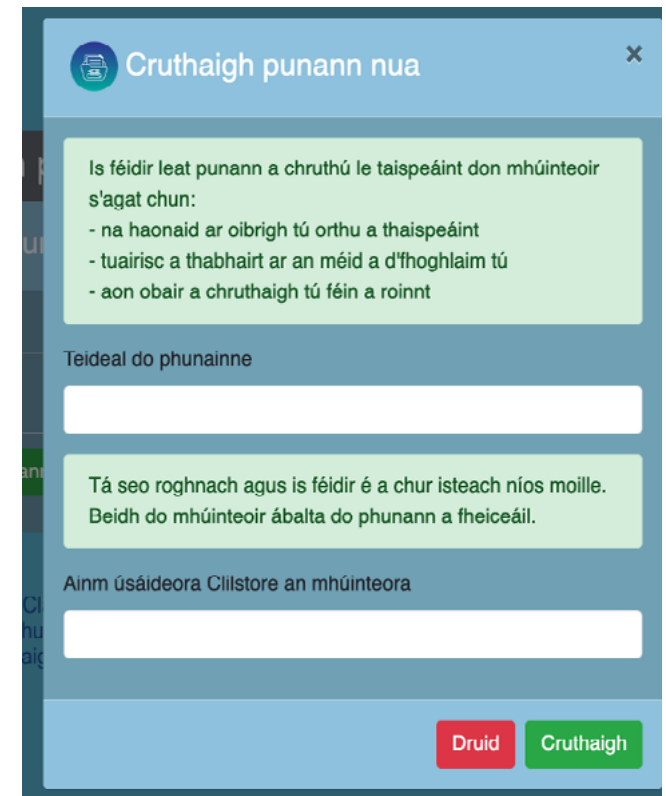 Cruthaigh punann nua
×
Is féidir leat punann a chruthú le taispeáint don mhúinteoir
s'agat chun:
- na haonaid ar oibrigh tú orthu a thaispeáint
- tuairisc a thabhairt ar an méid a d'fhoghlaim tú
- aon obair a chruthaigh tú féin a roinnt
Teideal do phunainne
Tá seo roghnach agus is féidir é a chur isteach níos moille.
Beidh do mhúinteoir ábalta do phunann a fheiceáil.
Ainm úsáideora Clilstore an mhúinteora
Druid Cruthaigh